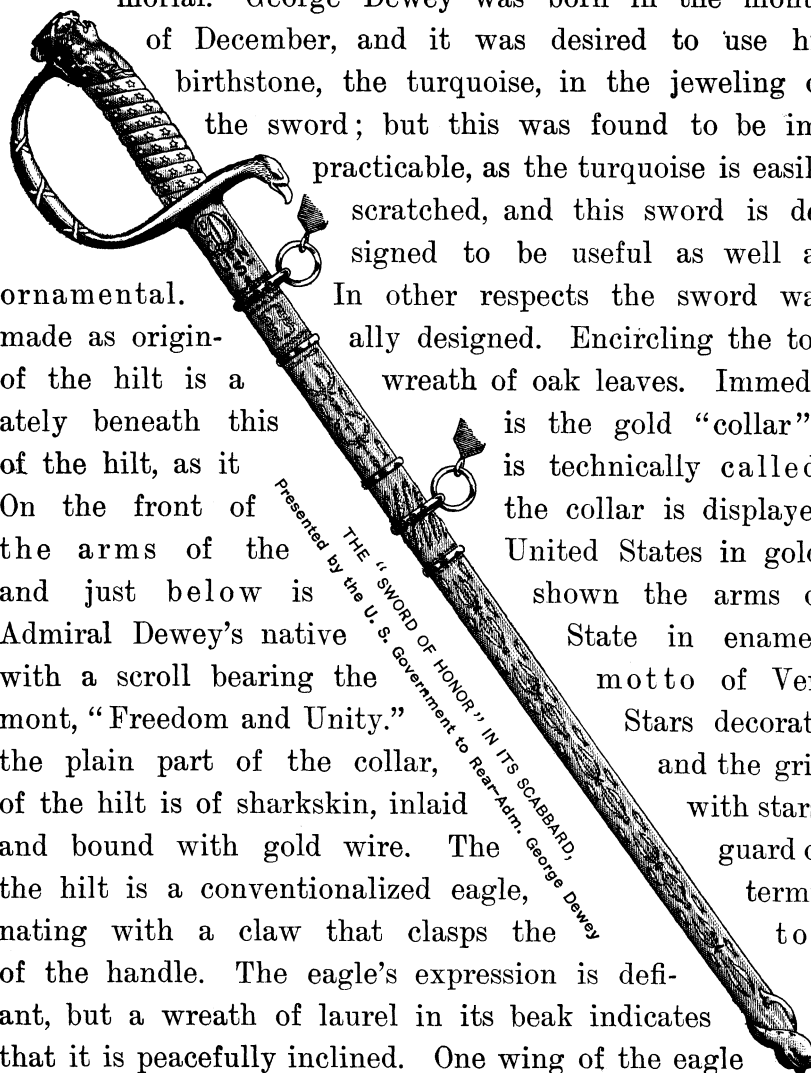 morial. George Dewey was born in the mont
of December, and it was desired to use h
birthstone, the turquoise, in the jeweling
the sword; but this was found to be im
practicable, as the turquoise is easil
scratched, and this sword is de
signed to be useful as well a
ornamental. In other respects the sword wa
made as origin- ally designed. Encircling the to
of the hilt is a wreath of oak leaves. Immed
ately beneath this is the gold “collar”
of the hilt, as it is technically called
On the front of the collar is displaye
the arms of the United States in gold
and just below is shown the arms o
Admiral Dewey’s native State in ename
with a scroll bearing the motto of Ver
mont, “Freedom and Unity.” Stars decorat
the plain part of the collar, and the gri
of the hilt is of sharkskin, inlaid with star
and bound with gold wire. The guard o
the hilt is a conventionalized eagle, term
nating with a claw that clasps the to
of the handle. The eagle’s expression is defi-
ant, but a wreath of laurel in its beak indicates
that it is peacefully inclined. One wing of the eagle
THE “SWORD OF HONOR” IN ITS SCABBARD,
Presented by the U. S. Government to Rear-Adm. George Dewey